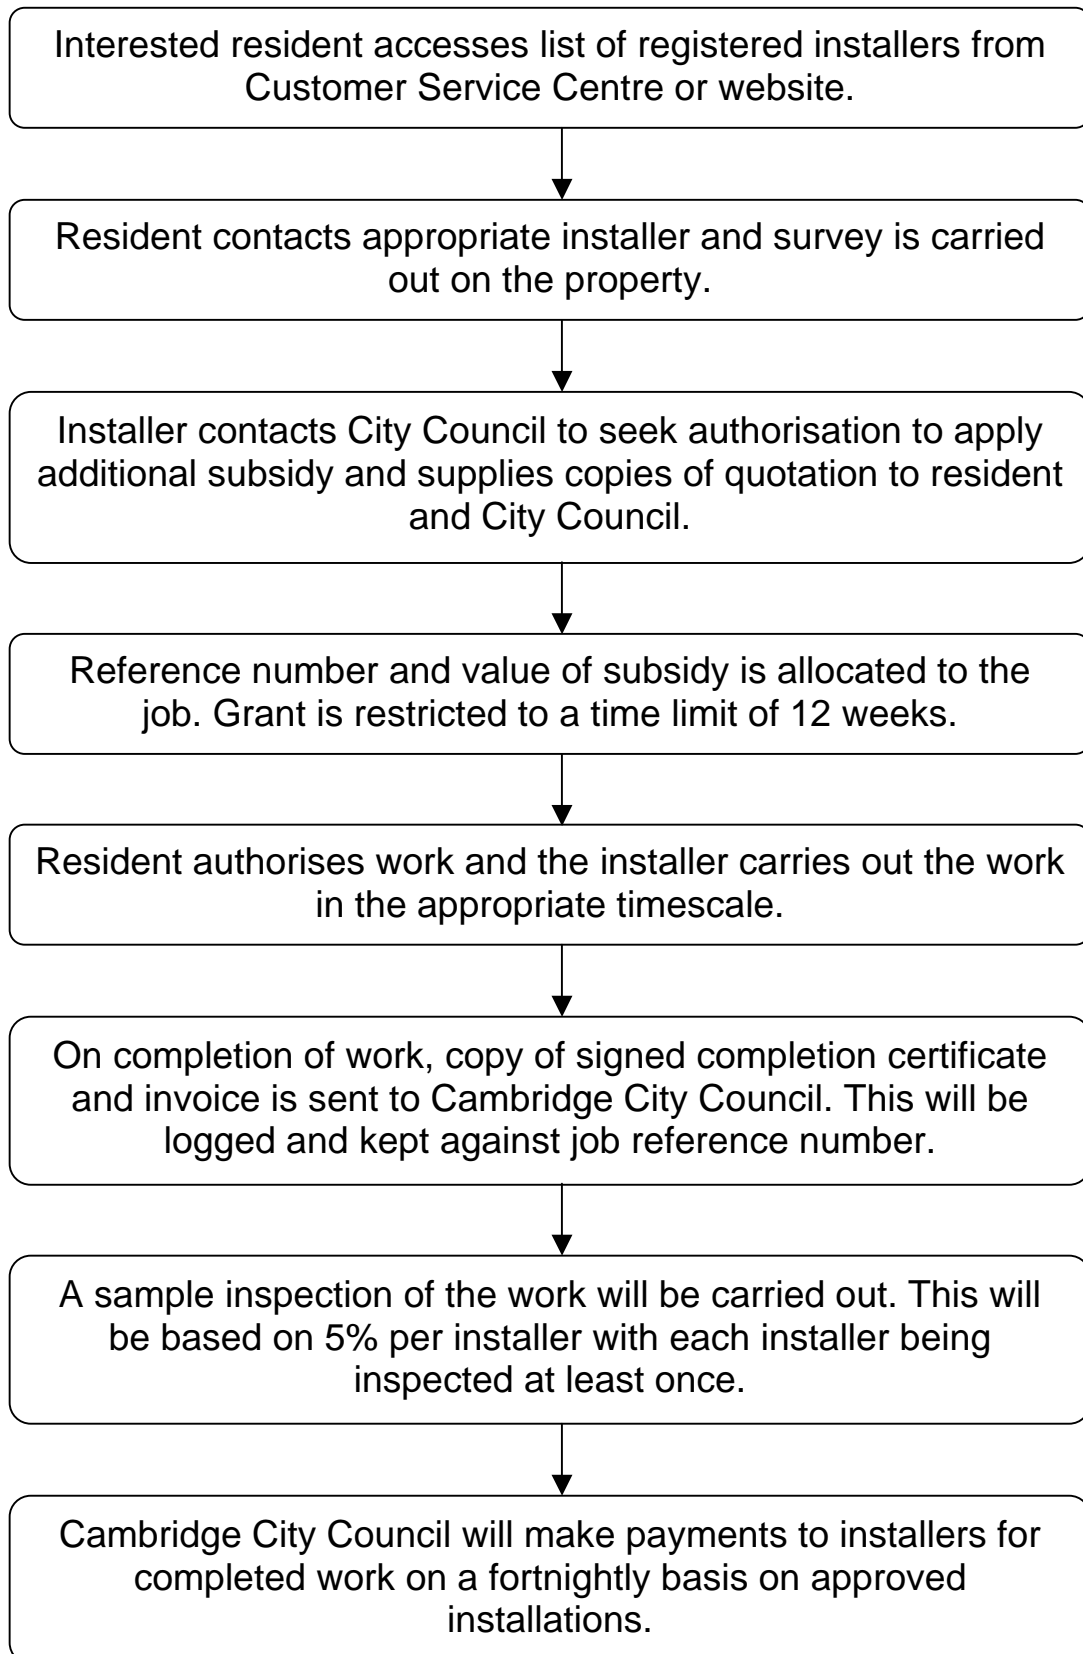 Interested resident accesses list of registered installers from
Customer Service Centre or website.
Resident contacts appropriate installer and survey is carried
out on the property.
Installer contacts City Council to seek authorisation to apply
additional subsidy and supplies copies of quotation to resident
and City Council.
Reference number and value of subsidy is allocated to the
job. Grant is restricted to a time limit of 12 weeks.
Resident authorises work and the installer carries out the work
in the appropriate timescale.
On completion of work, copy of signed completion certificate
and invoice is sent to Cambridge City Council. This will be
logged and kept against job reference number.
A sample inspection of the work will be carried out. This will
be based on 5% per installer with each installer being
inspected at least once.
Cambridge City Council will make payments to installers for
completed work on a fortnightly basis on approved
installations.